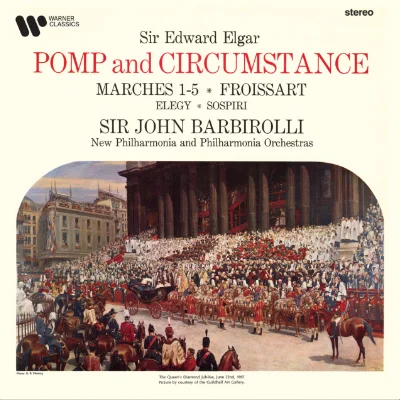 WARNER
CLASSICS
stereo
Sir Edward Elgar
POMP and CIRCUMSTANCE
MARCHES 1-5 * FROISSART
ELEGY * SOSPIRI
SIR JOHN BARBIROLLI
New Philharmonia and Philharmonia Orchestras
The Queen's Diamond Jubilee, June 22nd, 1897.
Picture by courtesy of the Guildhall Art Gallery.